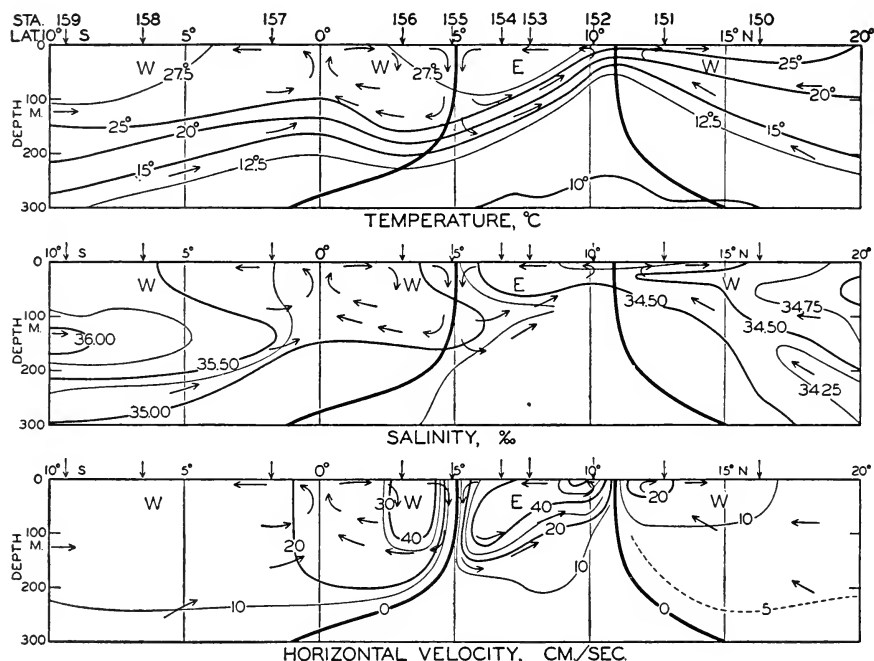 STA. 159 158 157 156 155 154 153 152 151 150
LAT. 10° S 5° 0° 5° 10° 15° N 20°
0
W 27.5 W 27.5 E W 25°
100
M.
DEPTH
25° 20° 20°
200
15° 12.5 15° 12.5
10°
300
TEMPERATURE, °C
10° S 5° 0° 5° 10° 15° N 20°
0
W W E W
34.50 34.75
100
M.
DEPTH
36.00 34.50
35.50
200
34.25
35.00
300
SALINITY, ‰
10° S 5° 0° 5° 10° 15° N 20°
0
W 30 W E 40 20 W
100
M.
DEPTH
20 40 20 10
10
200
10 0 0 5
300
HORIZONTAL VELOCITY, CM./SEC.